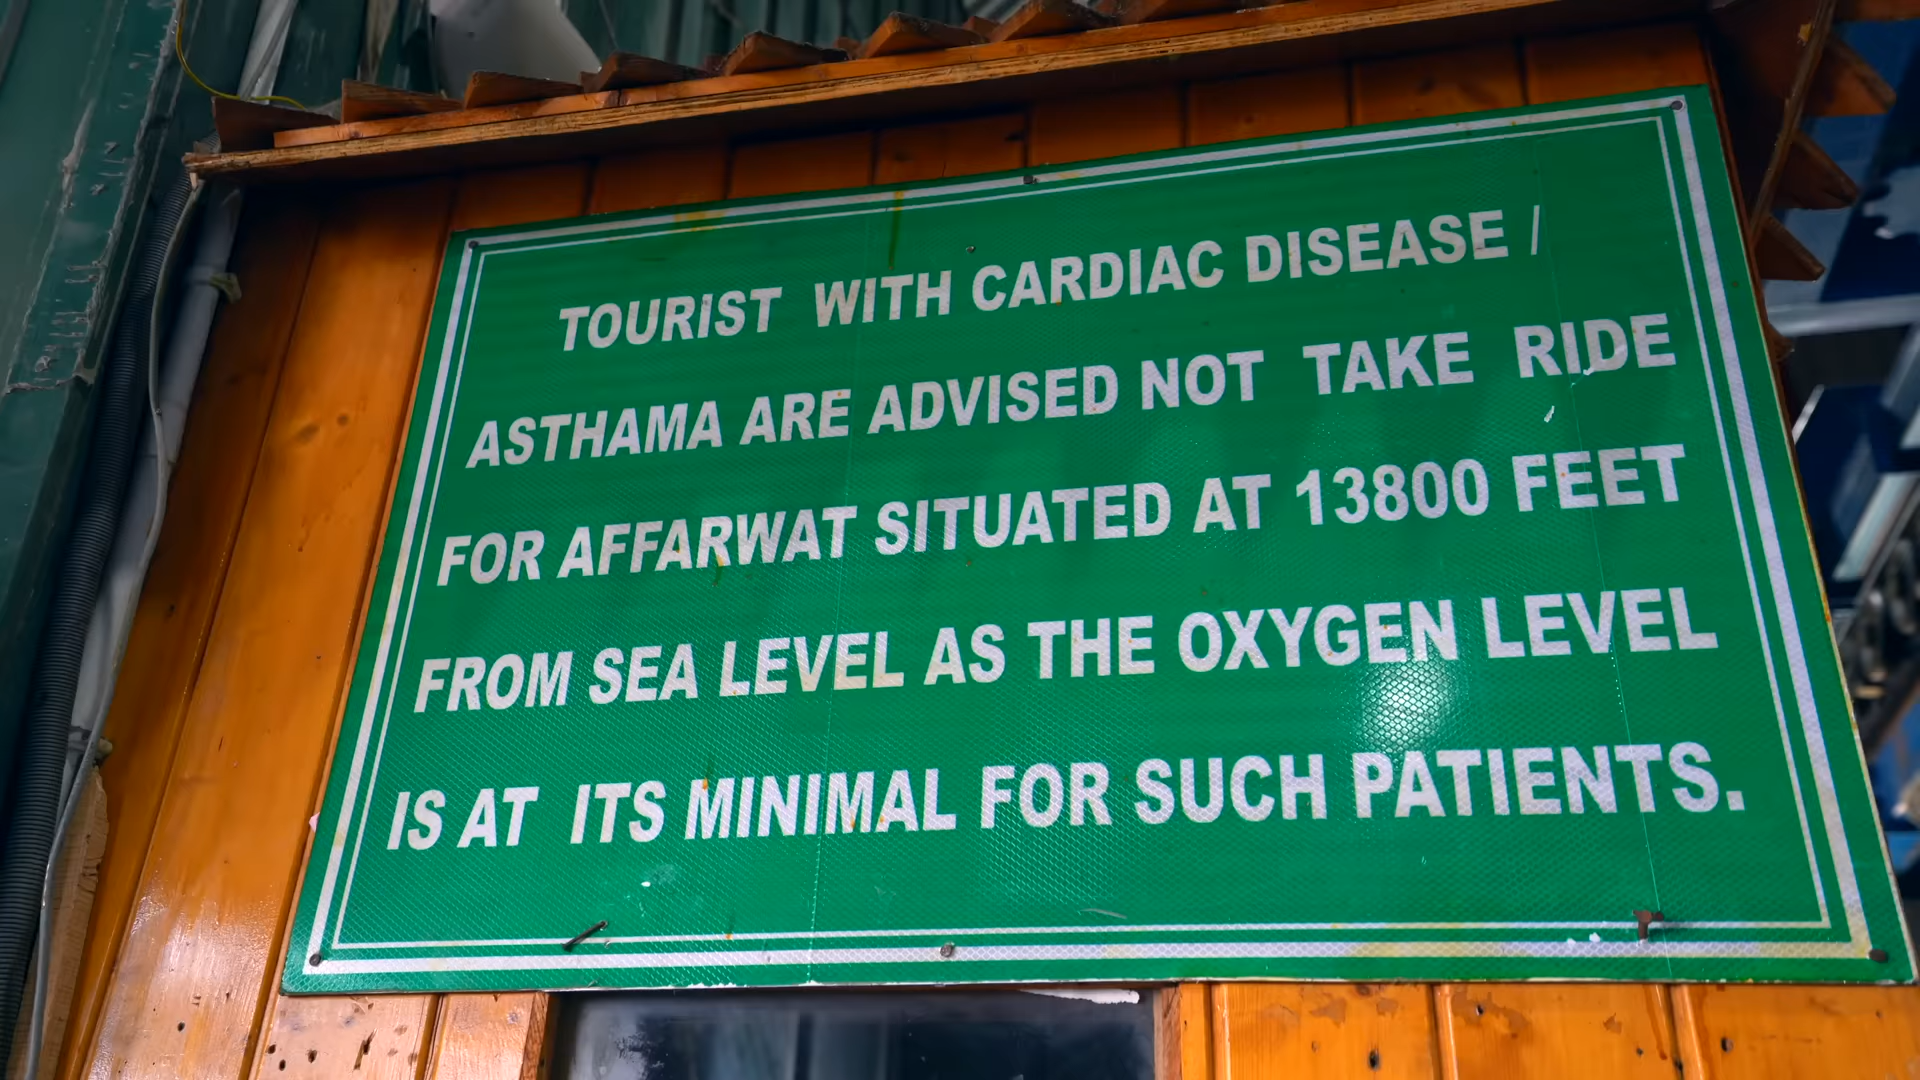 TOURIST WITH CARDIAC DISEASE /
ASTHAMA ARE ADVISED NOT TAKE RIDE
FOR AFFARWAT SITUATED AT 13800 FEET
FROM SEA LEVEL AS THE OXYGEN LEVEL
IS AT ITS MINIMAL FOR SUCH PATIENTS.